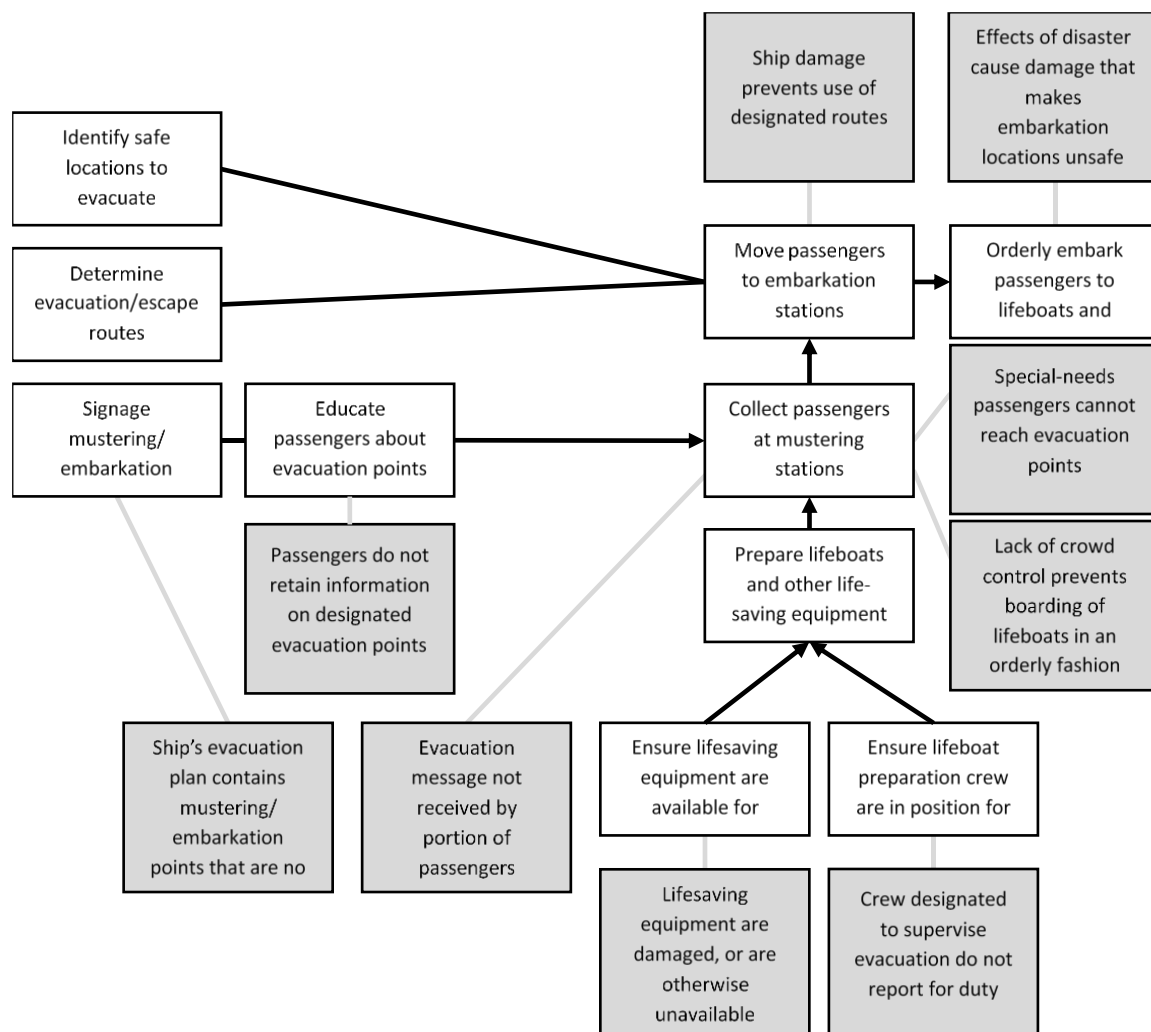 Ship damage
prevents use of
designated routes
Effects of disaster
cause damage that
makes
embarkation
locations unsafe
Identify safe
locations to
evacuate
Determine
evacuation/escape
routes
Move passengers
to embarkation
stations
Orderly embark
passengers to
lifeboats and
Signage
mustering/
embarkation
Educate
passengers about
evacuation points
Collect passengers
at mustering
stations
Special-needs
passengers cannot
reach evacuation
points
Passengers do not
retain information
on designated
evacuation points
Prepare lifeboats
and other life-
saving equipment
Lack of crowd
control prevents
boarding of
lifeboats in an
orderly fashion
Ship’s evacuation
plan contains
mustering/
embarkation
points that are no
Evacuation
message not
received by
portion of
passengers
Ensure lifesaving
equipment are
available for
Ensure lifeboat
preparation crew
are in position for
Lifesaving
equipment are
damaged, or are
otherwise
unavailable
Crew designated
to supervise
evacuation do not
report for duty